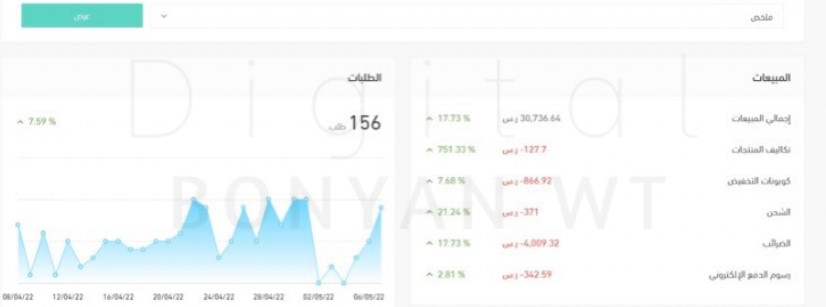 ملخص
عرض
المبيعات
إجمالي المبيعات 30,736.64 ر.س 17.73 %
تكاليف المنتجات -127.7 ر.س 751.33 %
كوبونات التخفيض -866.92 ر.س 7.68 %
الشحن -371 ر.س 21.24 %
الضرائب -4,009.32 ر.س 17.73 %
رسوم الدفع الإلكتروني -342.59 ر.س 2.81 %
الطلبات
156 طلب 7.59 %
08/04/22 12/04/22 16/04/22 20/04/22 24/04/22 28/04/22 02/05/22 06/05/22
Digital
BONYAN WT